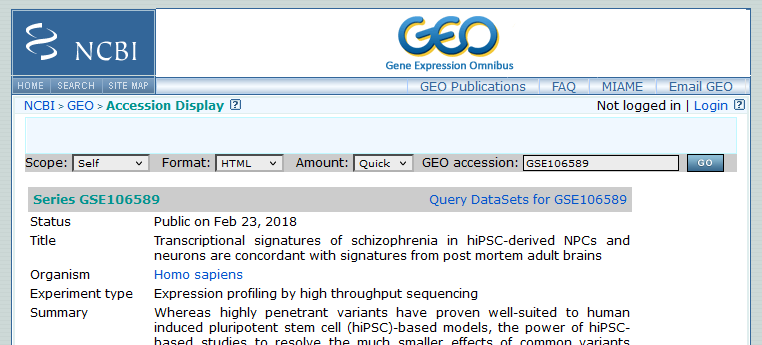 NCBI
GEO
Gene Expression Omnibus
HOME SEARCH SITE MAP
GEO Publications FAQ MIAME Email GEO
NCBI > GEO > Accession Display ?
Not logged in | Login ?
Scope: Self Format: HTML Amount: Quick GEO accession: GSE106589 GO
Series GSE106589 Query DataSets for GSE106589
Status Public on Feb 23, 2018
Title Transcriptional signatures of schizophrenia in hiPSC-derived NPCs and
neurons are concordant with signatures from post mortem adult brains
Organism Homo sapiens
Experiment type Expression profiling by high throughput sequencing
Summary Whereas highly penetrant variants have proven well-suited to human
induced pluripotent stem cell (hiPSC)-based models, the power of hiPSC-
based studies to resolve the much smaller effects of common variants